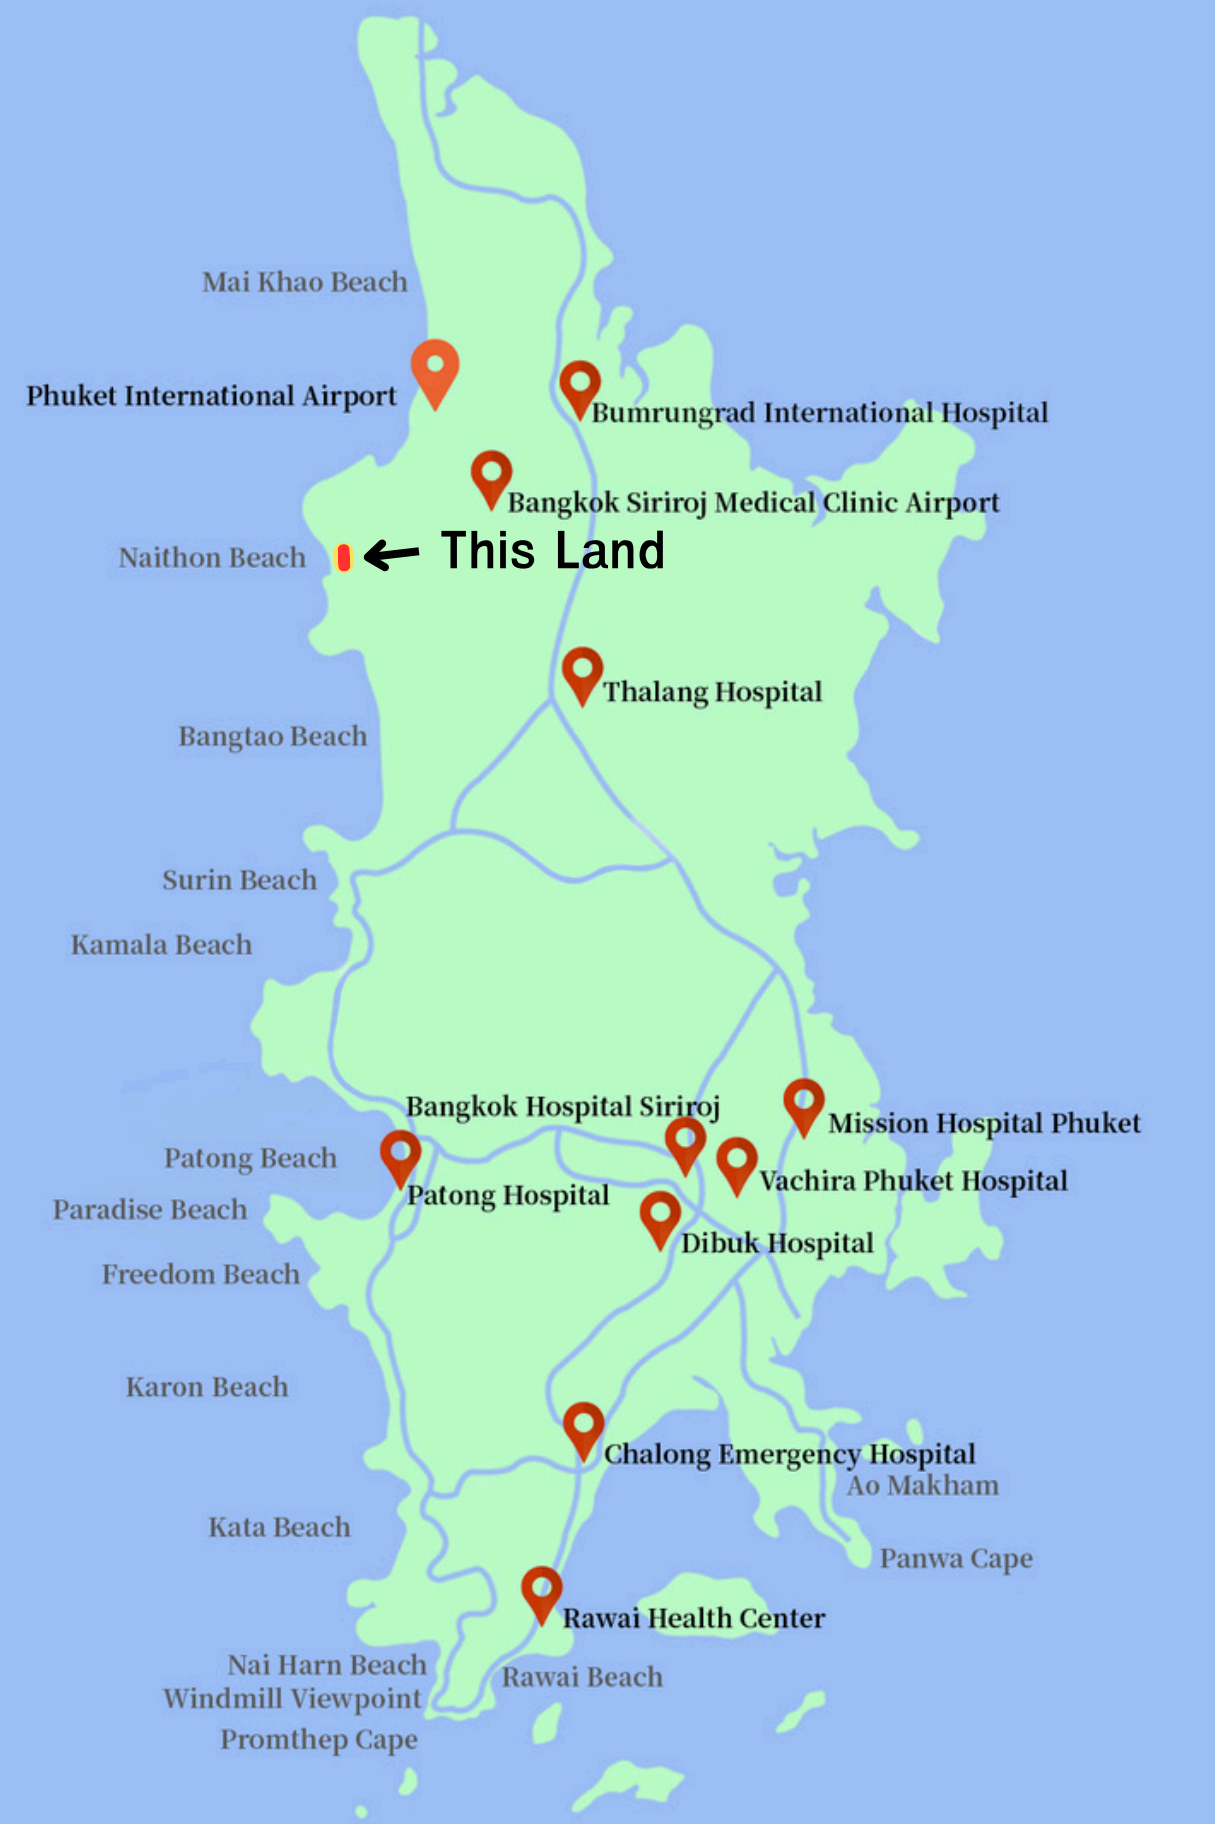 Mai Khao Beach
Phuket International Airport
Bumrungrad International Hospital
Bangkok Siriroj Medical Clinic Airport
Naithon Beach
This Land
Thalang Hospital
Bangtao Beach
Surin Beach
Kamala Beach
Bangkok Hospital Siriroj
Mission Hospital Phuket
Patong Beach
Vachira Phuket Hospital
Patong Hospital
Paradise Beach
Dibuk Hospital
Freedom Beach
Karon Beach
Chalong Emergency Hospital
Ao Makham
Kata Beach
Panwa Cape
Rawai Health Center
Nai Harn Beach
Rawai Beach
Windmill Viewpoint
Promthep Cape